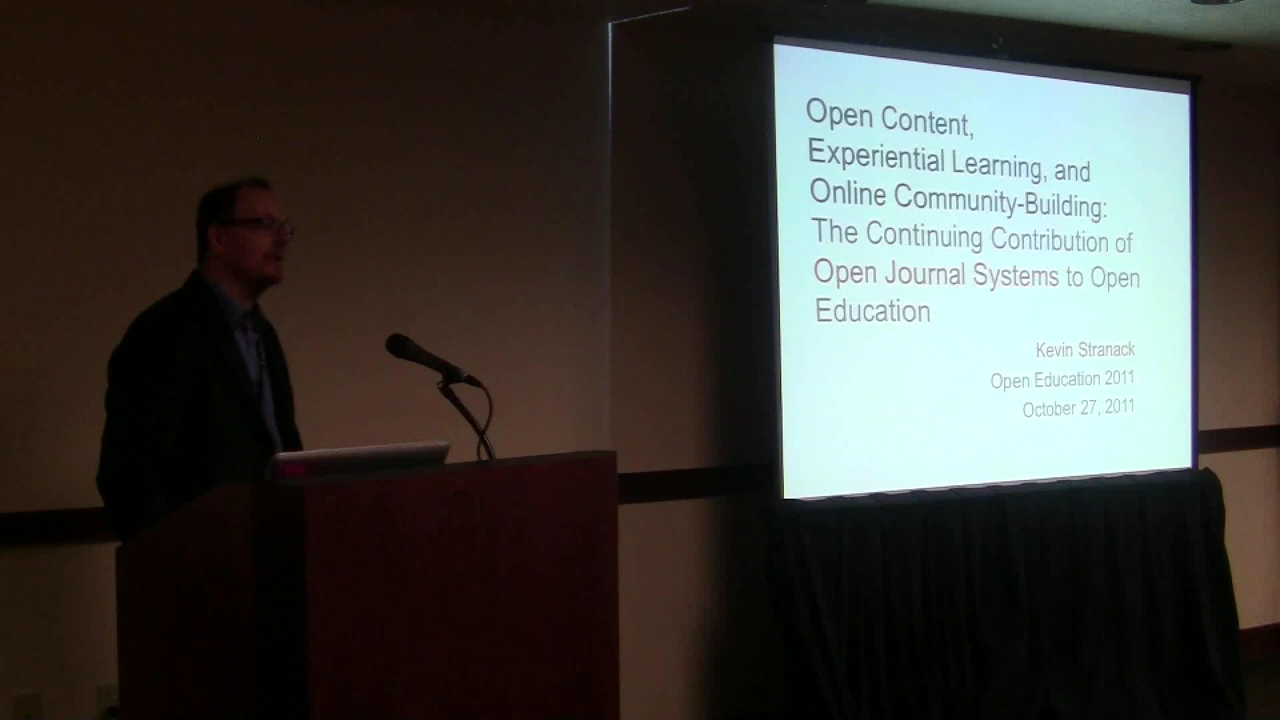 Open Content,
Experiential Learning, and
Online Community-Building:
The Continuing Contribution of
Open Journal Systems to Open
Education
Kevin Stranack
Open Education 2011
October 27, 2011